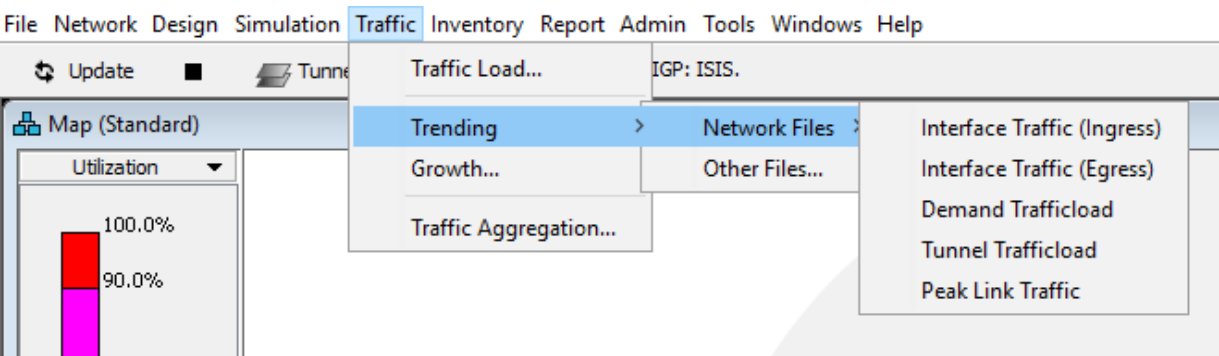 File Network Design Simulation Traffic Inventory Report Admin Tools Windows Help
Update Tunne Traffic Load... IGP: ISIS.
Map (Standard) Trending Network Files Interface Traffic (Ingress)
Utilization Growth... Other Files... Interface Traffic (Egress)
100.0% Traffic Aggregation... Demand Trafficload
90.0% Tunnel Trafficload
Peak Link Traffic